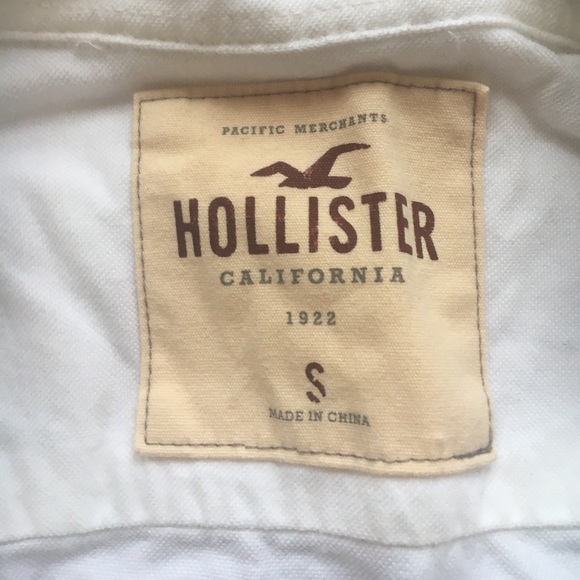 PACIFIC MERCHANTS
HOLLISTER
CALIFORNIA
1922
S
MADE IN CHINA